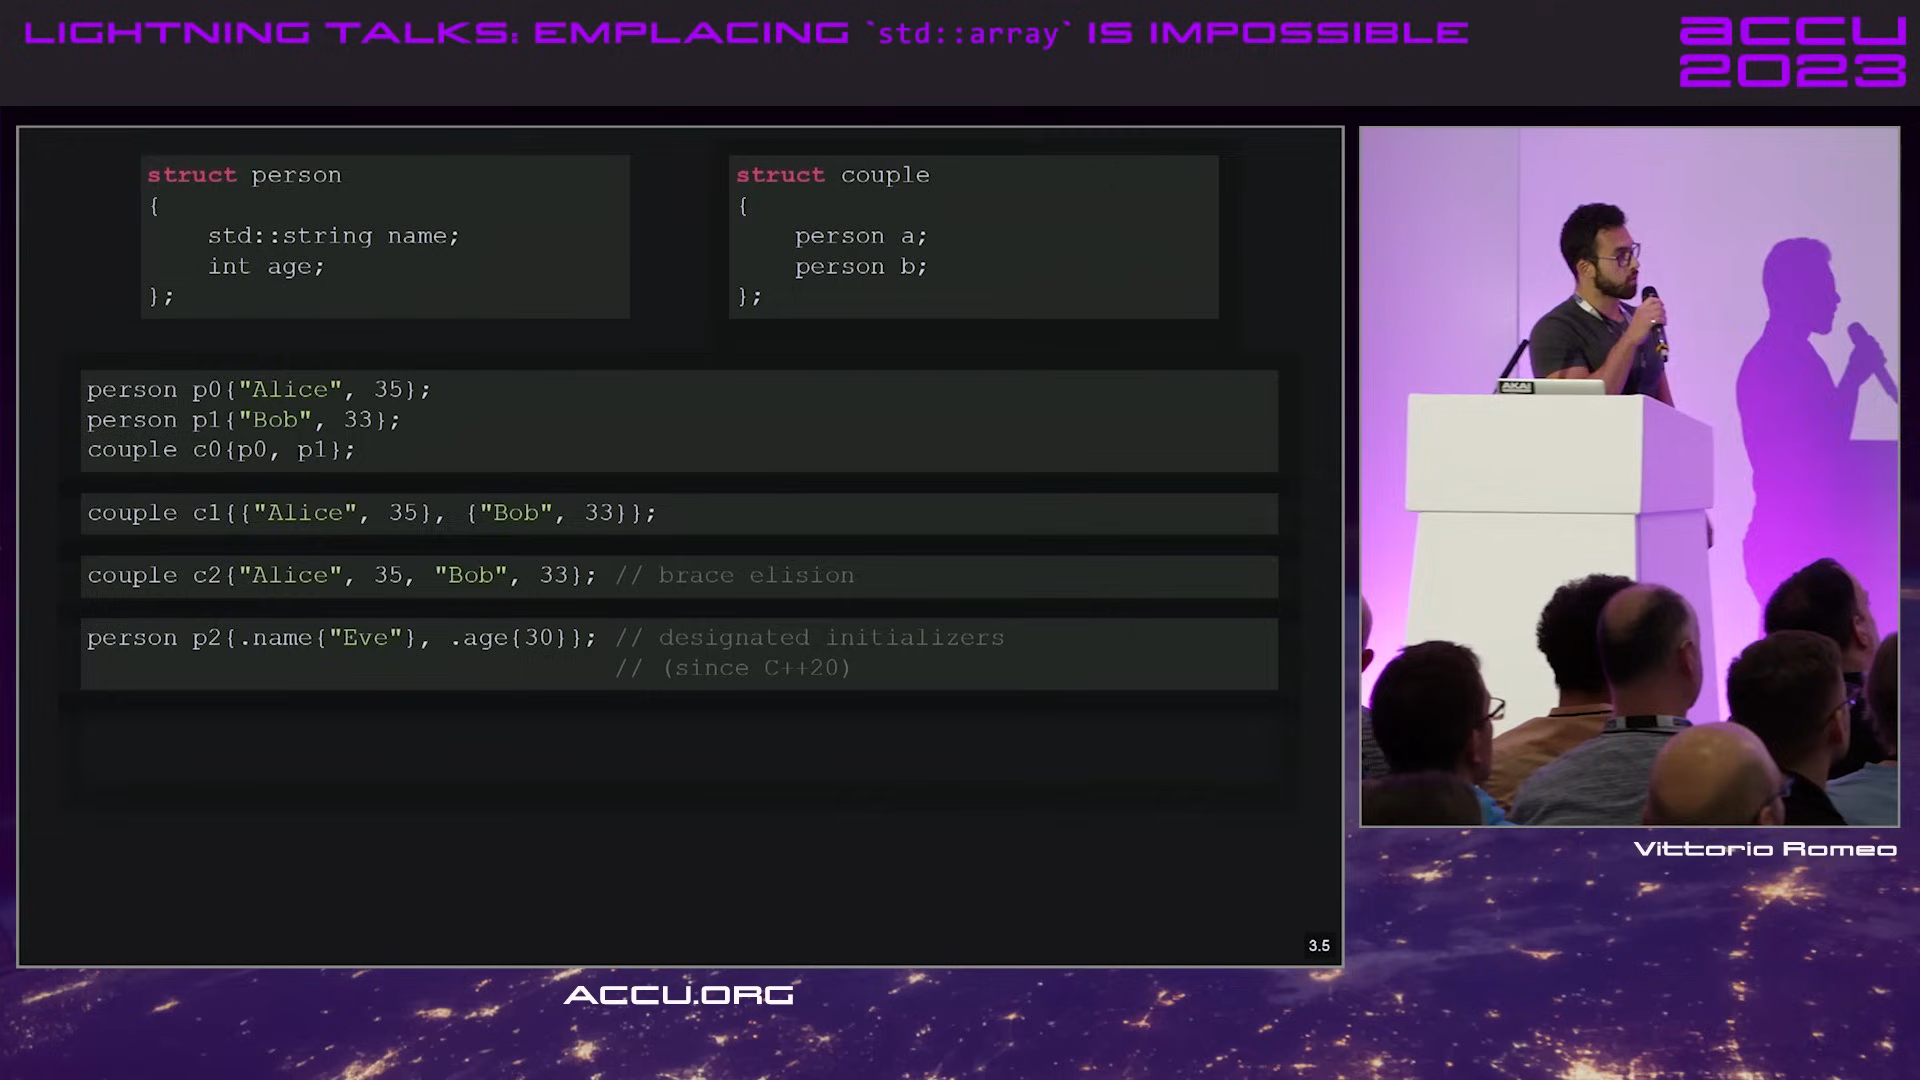 LIGHTNING TALKS: EMPLACING `std::array` IS IMPOSSIBLE
accu
2023
struct person
{
    std::string name;
    int age;
};
struct couple
{
    person a;
    person b;
};
person p0{"Alice", 35};
person p1{"Bob", 33};
couple c0{p0, p1};
couple c1{{"Alice", 35}, {"Bob", 33}};
couple c2{"Alice", 35, "Bob", 33}; // brace elision
person p2{.name{"Eve"}, .age{30}}; // designated initializers
// (since C++20)
3.5
AKAI
Vittorio Romeo
ACCU.ORG